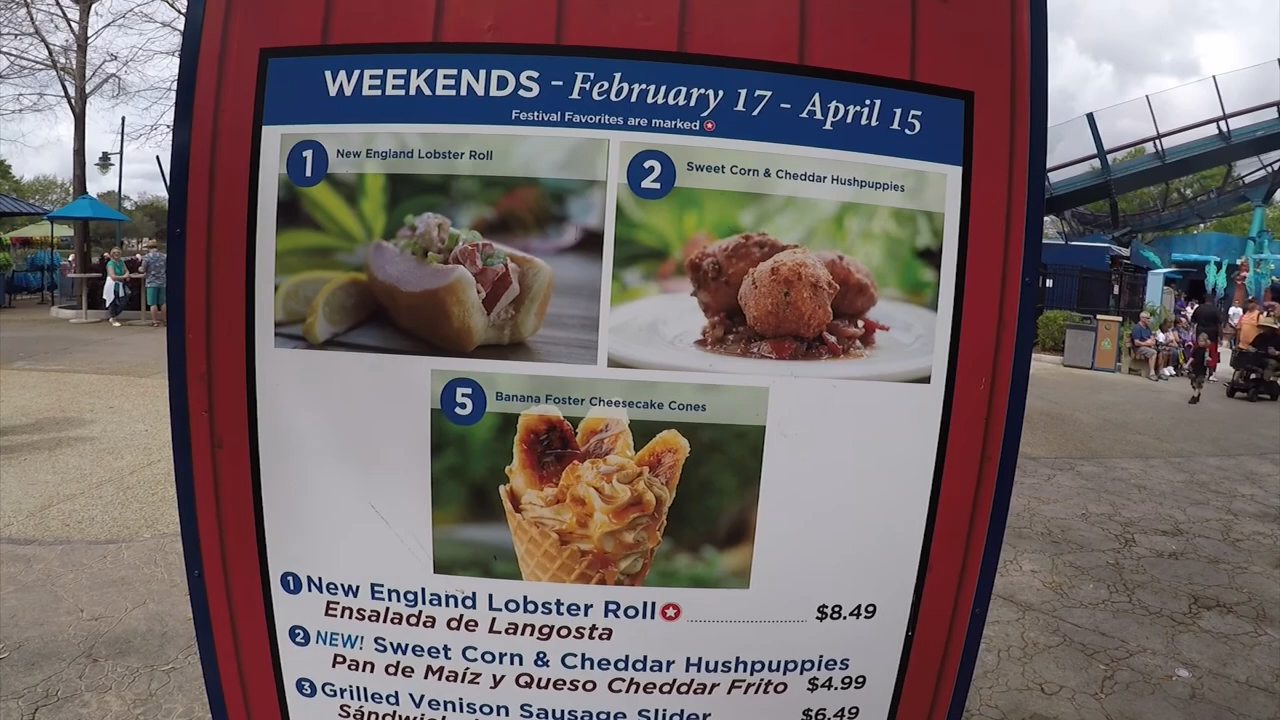 WEEKENDS - February 17 - April 15
Festival Favorites are marked
1 New England Lobster Roll
2 Sweet Corn & Cheddar Hushpuppies
5 Banana Foster Cheesecake Cones
1 New England Lobster Roll $8.49
Ensalada de Langosta
2 NEW! Sweet Corn & Cheddar Hushpuppies
Pan de Maíz y Queso Cheddar Frito $4.99
3 Grilled Venison Sausage Slider $6.49